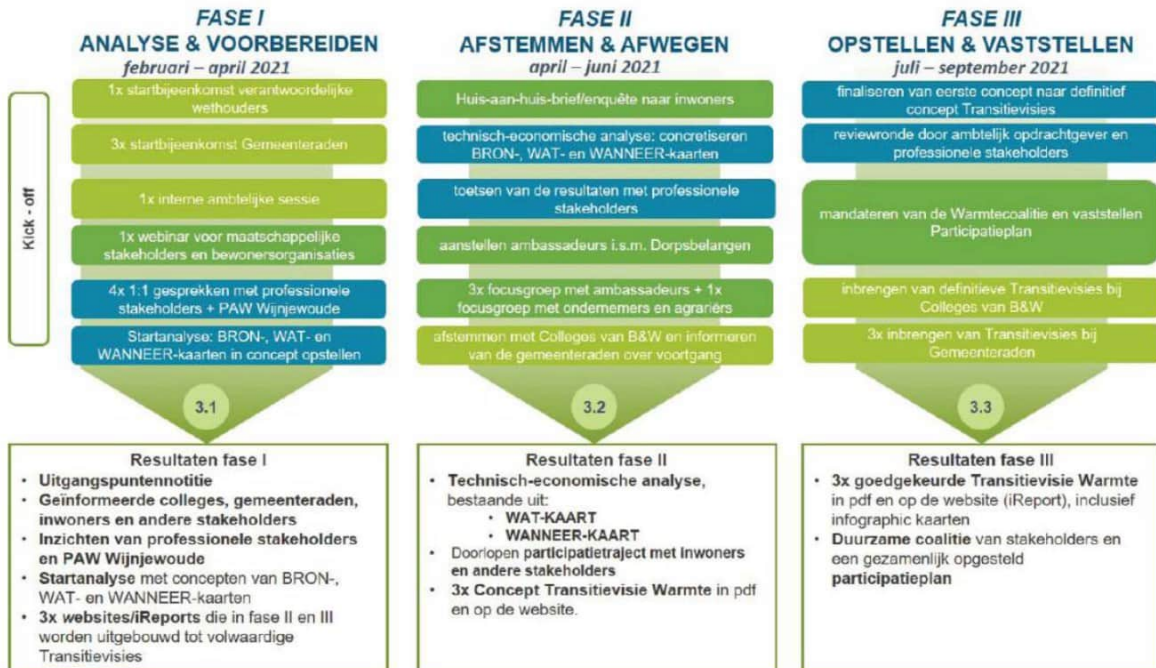 FASE I
ANALYSE & VOORBEREIDEN
februari – april 2021
Kick - off
1x startbijeenkomst verantwoordelijke
wethouders
3x startbijeenkomst Gemeenteraden
1x interne ambtelijke sessie
1x webinar voor maatschappelijke
stakeholders en bewonersorganisaties
4x 1:1 gesprekken met professionele
stakeholders + PAW Wijnjewoude
Startanalyse: BRON-, WAT- en
WANNEER-kaarten in concept opstellen
3.1
Resultaten fase I
• Uitgangspuntennotitie
• Geïnformeerde colleges, gemeenteraden,
inwoners en andere stakeholders
• Inzichten van professionele stakeholders
en PAW Wijnjewoude
• Startanalyse met concepten van BRON-,
WAT- en WANNEER-kaarten
• 3x websites/iReports die in fase II en III
worden uitgebouwd tot volwaardige
Transitievisies
FASE II
AFSTEMMEN & AFWEGEN
april – juni 2021
Huis-aan-huis-brief/enquête naar inwoners
technisch-economische analyse: concretiseren
BRON-, WAT- en WANNEER-kaarten
toetsen van de resultaten met professionele
stakeholders
aanstellen ambassadeurs i.s.m. Dorpsbelangen
3x focusgroep met ambassadeurs + 1x
focusgroep met ondernemers en agrariërs
afstemmen met Colleges van B&W en informeren
van de gemeenteraden over voortgang
3.2
Resultaten fase II
• Technisch-economische analyse,
bestaande uit:
• WAT-KAART
• WANNEER-KAART
• Doorlopen participatietraject met inwoners
en andere stakeholders
• 3x Concept Transitievisie Warmte in pdf
en op de website.
FASE III
OPSTELLEN & VASTSTELLEN
juli – september 2021
finaliseren van eerste concept naar definitief
concept Transitievisies
reviewronde door ambtelijk opdrachtgever en
professionele stakeholders
mandateren van de Warmtecoalitie en vaststellen
Participatieplan
inbrengen van definitieve Transitievisies bij
Colleges van B&W
3x inbrengen van Transitievisies bij
Gemeenteraden
3.3
Resultaten fase III
• 3x goedgekeurde Transitievisie Warmte
in pdf en op de website (iReport), inclusief
infographic kaarten
• Duurzame coalitie van stakeholders en
een gezamenlijk opgesteld
participatieplan